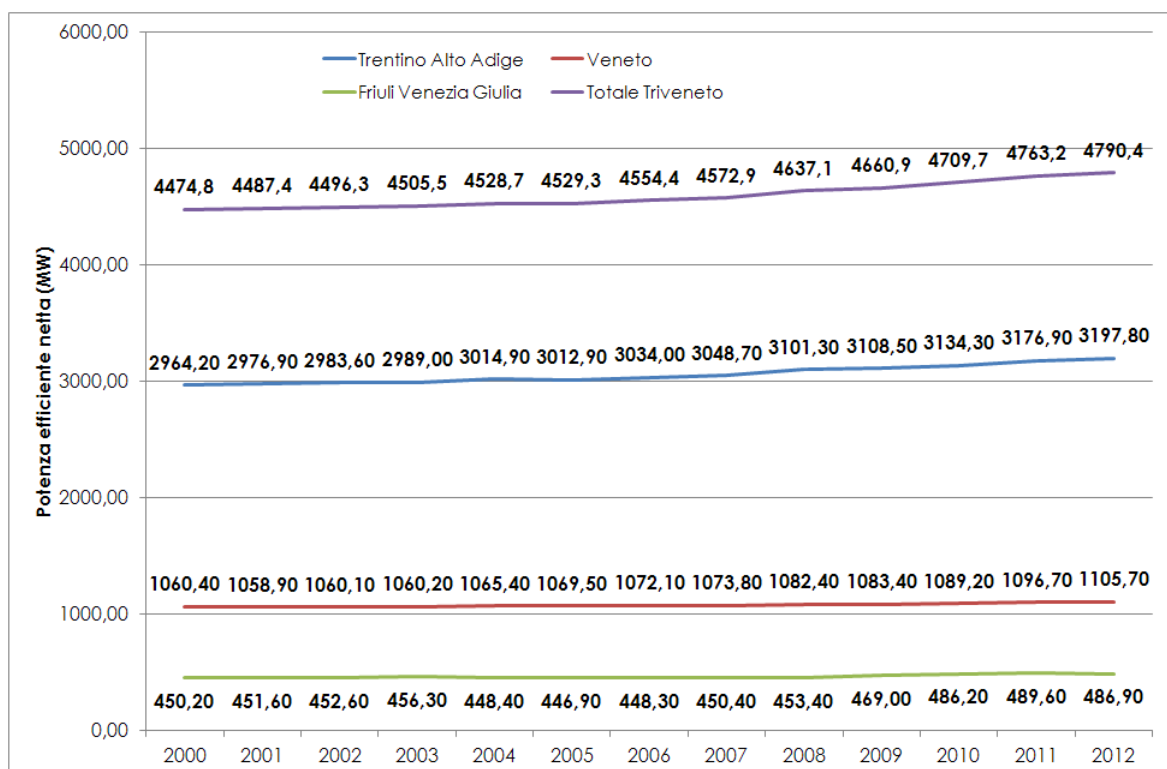 6000,00
Trentino Alto Adige
Veneto
Friuli Venezia Giulia
Totale Triveneto
5000,00
4474,8 4487,4 4496,3 4505,5 4528,7 4529,3 4554,4 4572,9 4637,1 4660,9 4709,7 4763,2 4790,4
4000,00
Potenza efficiente netta (MW)
2964,20 2976,90 2983,60 2989,00 3014,90 3012,90 3034,00 3048,70 3101,30 3108,50 3134,30 3176,90 3197,80
3000,00
2000,00
1060,40 1058,90 1060,10 1060,20 1065,40 1069,50 1072,10 1073,80 1082,40 1083,40 1089,20 1096,70 1105,70
1000,00
450,20 451,60 452,60 456,30 448,40 446,90 448,30 450,40 453,40 469,00 486,20 489,60 486,90
0,00
2000 2001 2002 2003 2004 2005 2006 2007 2008 2009 2010 2011 2012